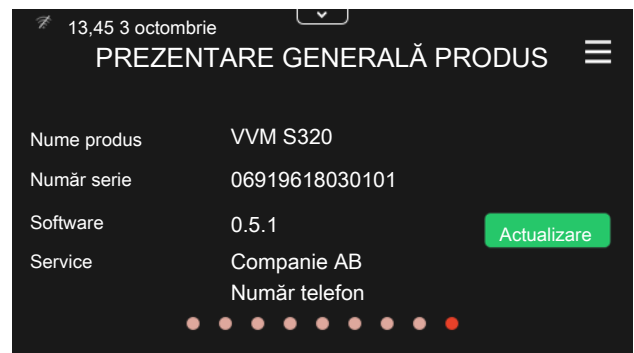 13,45 3 octombrie
PREZENTARE GENERALĂ PRODUS
Nume produs VVM S320
Număr serie 06919618030101
Software 0.5.1 Actualizare
Service Companie AB
Număr telefon